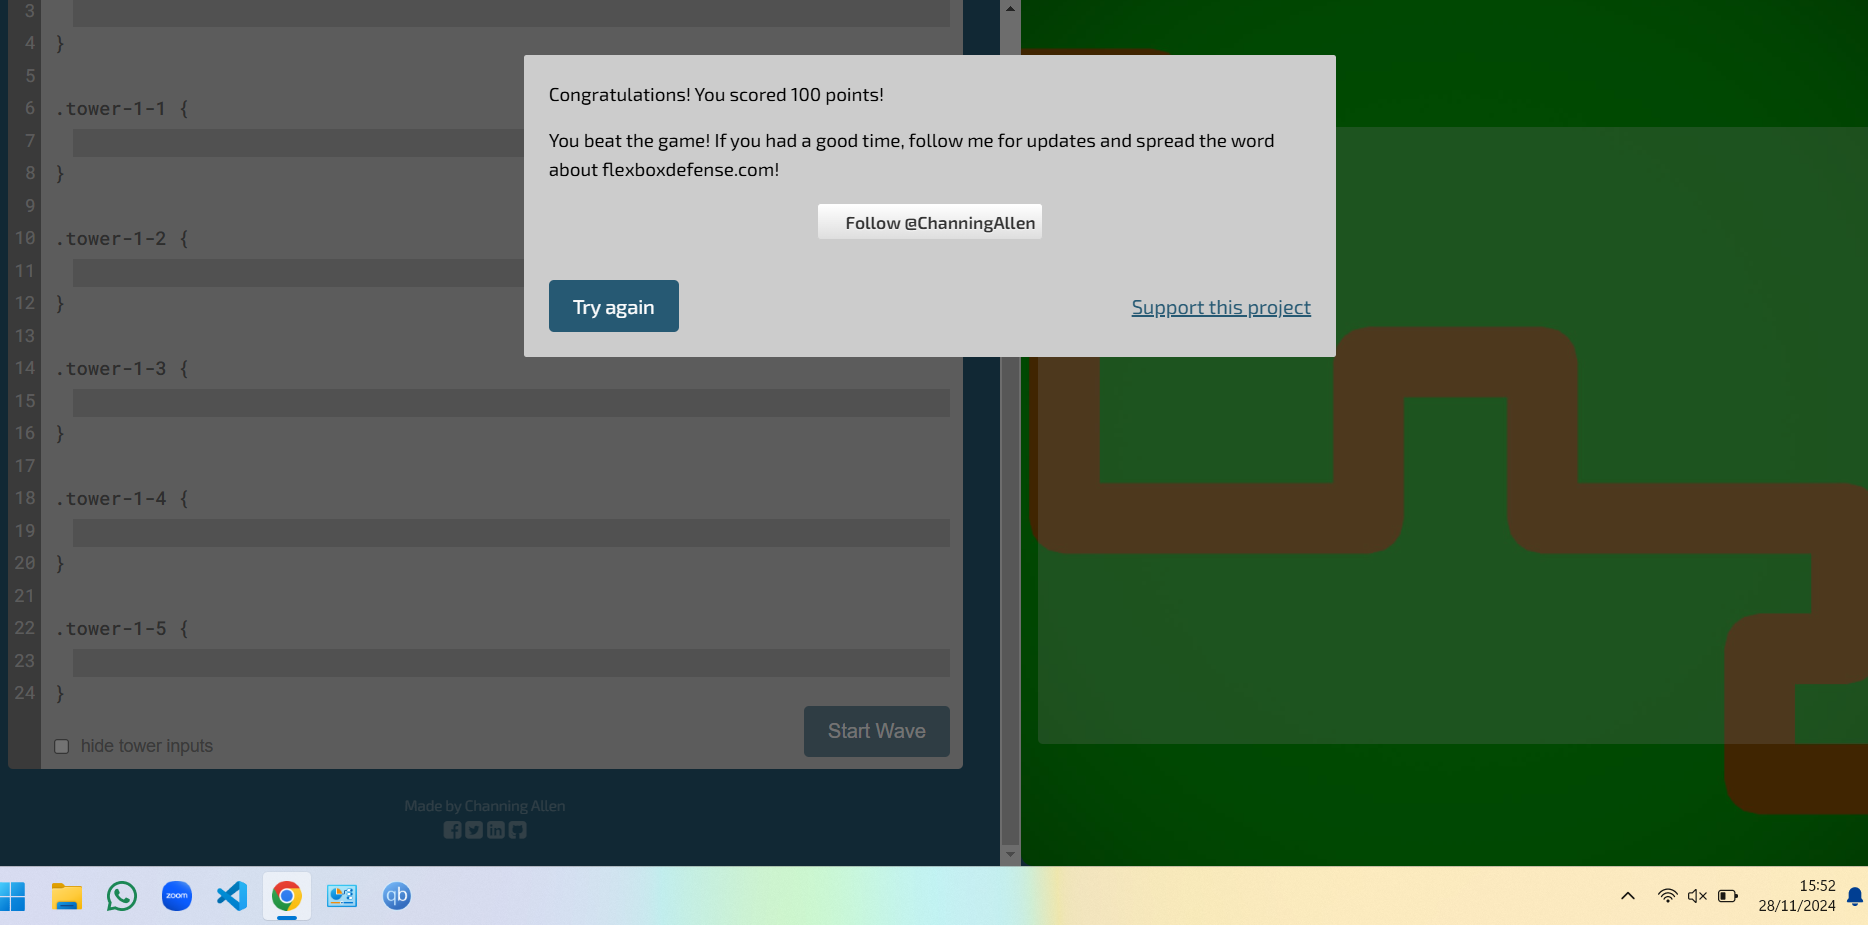 3
4 }
5
6 .tower-1-1 {
7
8 }
9
10 .tower-1-2 {
11
12 }
13
14 .tower-1-3 {
15
16 }
17
18 .tower-1-4 {
19
20 }
21
22 .tower-1-5 {
23
24 }
hide tower inputs
Start Wave
Made by Channing Allen
Congratulations! You scored 100 points!
You beat the game! If you had a good time, follow me for updates and spread the word
about flexboxdefense.com!
Follow @ChanningAllen
Try again
Support this project
zoom
qb
15:52
28/11/2024